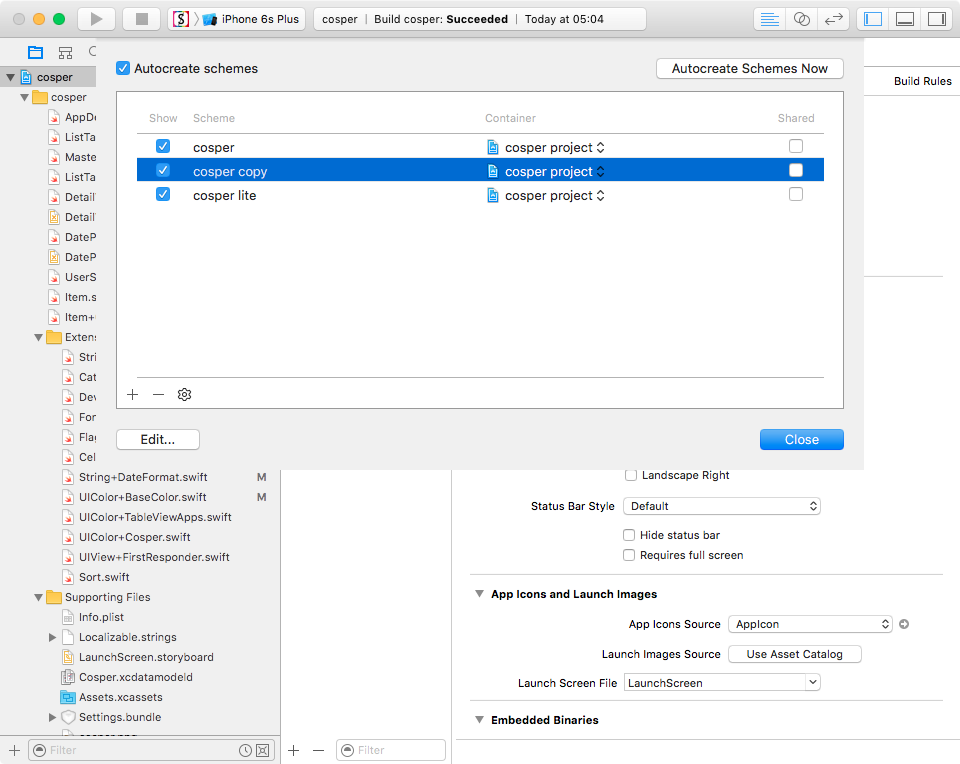 iPhone 6s Plus
cosper | Build cosper: Succeeded | Today at 05:04
Autocreate schemes
Autocreate Schemes Now
Show Scheme Container Shared
cosper cosper project
cosper copy cosper project
cosper lite cosper project
Edit...
Close
Build Rules
cosper
cosper
AppDe
ListTa
Maste
ListTa
Detail
Detail
DateP
DateP
UserS
Item.s
Item+
Extens
Stri
Cat
Dev
For
Flag
Cel
String+DateFormat.swift M
UIColor+BaseColor.swift M
UIColor+TableViewApps.swift
UIColor+Cosper.swift
UIView+FirstResponder.swift
Sort.swift
Supporting Files
Info.plist
Localizable.strings
LaunchScreen.storyboard
Cosper.xcdatamodeld
Assets.xcassets
Settings.bundle
Filter
Filter
Landscape Right
Status Bar Style Default
Hide status bar
Requires full screen
App Icons and Launch Images
App Icons Source AppIcon
Launch Images Source Use Asset Catalog
Launch Screen File LaunchScreen
Embedded Binaries